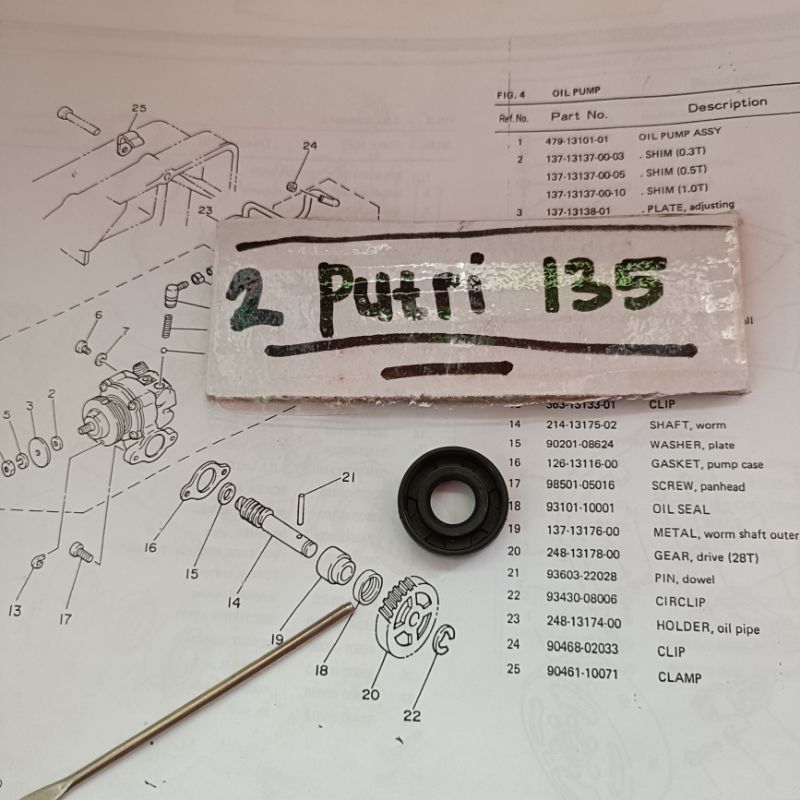 FIG. 4 OIL PUMP
Ref. No. Part No. Description
1 479-13101-01 OIL PUMP ASSY
2 137-13137-00-03 . SHIM (0.3T)
137-13137-00-05 . SHIM (0.5T)
137-13137-00-10 . SHIM (1.0T)
3 137-13138-01 . PLATE, adjusting
2 Putri 135
13 363-13133-01 CLIP
14 214-13175-02 SHAFT, worm
15 90201-08624 WASHER, plate
16 126-13116-00 GASKET, pump case
17 98501-05016 SCREW, panhead
18 93101-10001 OIL SEAL
19 137-13176-00 METAL, worm shaft outer
20 248-13178-00 GEAR, drive (28T)
21 93603-22028 PIN, dowel
22 93430-08006 CIRCLIP
23 248-13174-00 HOLDER, oil pipe
24 90468-02033 CLIP
25 90461-10071 CLAMP
25
24
23
6
7
5
3
2
21
16
15
14
13
17
19
18
20
22